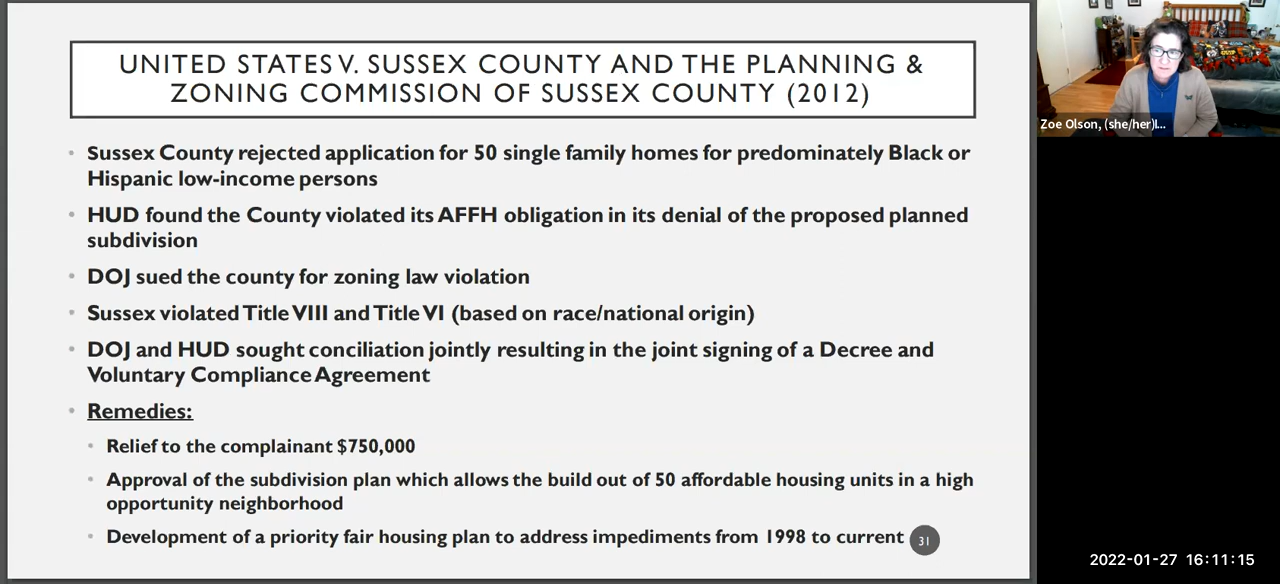 UNITED STATES V. SUSSEX COUNTY AND THE PLANNING &
ZONING COMMISSION OF SUSSEX COUNTY (2012)
• Sussex County rejected application for 50 single family homes for predominately Black or
Hispanic low-income persons
• HUD found the County violated its AFFH obligation in its denial of the proposed planned
subdivision
• DOJ sued the county for zoning law violation
• Sussex violated Title VIII and Title VI (based on race/national origin)
• DOJ and HUD sought conciliation jointly resulting in the joint signing of a Decree and
Voluntary Compliance Agreement
• Remedies:
• Relief to the complainant $750,000
• Approval of the subdivision plan which allows the build out of 50 affordable housing units in a high
opportunity neighborhood
• Development of a priority fair housing plan to address impediments from 1998 to current
31
Zoe Olson, (she/her)I...
2022-01-27 16:11:15